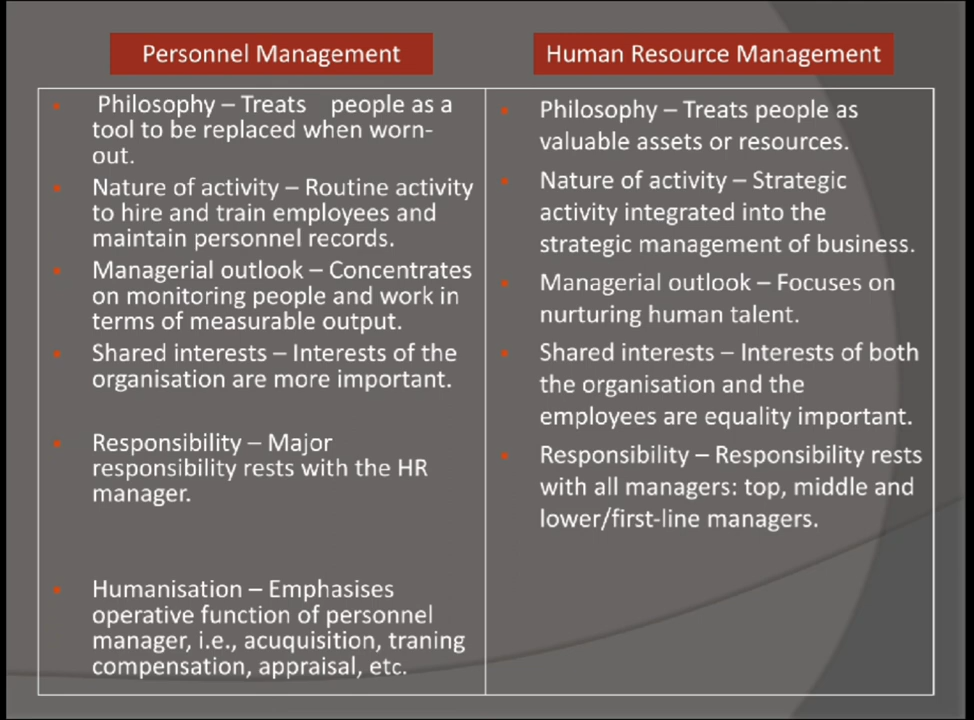 Personnel Management
Philosophy – Treats people as a
tool to be replaced when worn-
out.
Nature of activity – Routine activity
to hire and train employees and
maintain personnel records.
Managerial outlook – Concentrates
on monitoring people and work in
terms of measurable output.
Shared interests – Interests of the
organisation are more important.
Responsibility – Major
responsibility rests with the HR
manager.
Humanisation – Emphasises
operative function of personnel
manager, i.e., acuquisition, traning
compensation, appraisal, etc.
Human Resource Management
Philosophy – Treats people as
valuable assets or resources.
Nature of activity – Strategic
activity integrated into the
strategic management of business.
Managerial outlook – Focuses on
nurturing human talent.
Shared interests – Interests of both
the organisation and the
employees are equality important.
Responsibility – Responsibility rests
with all managers: top, middle and
lower/first-line managers.